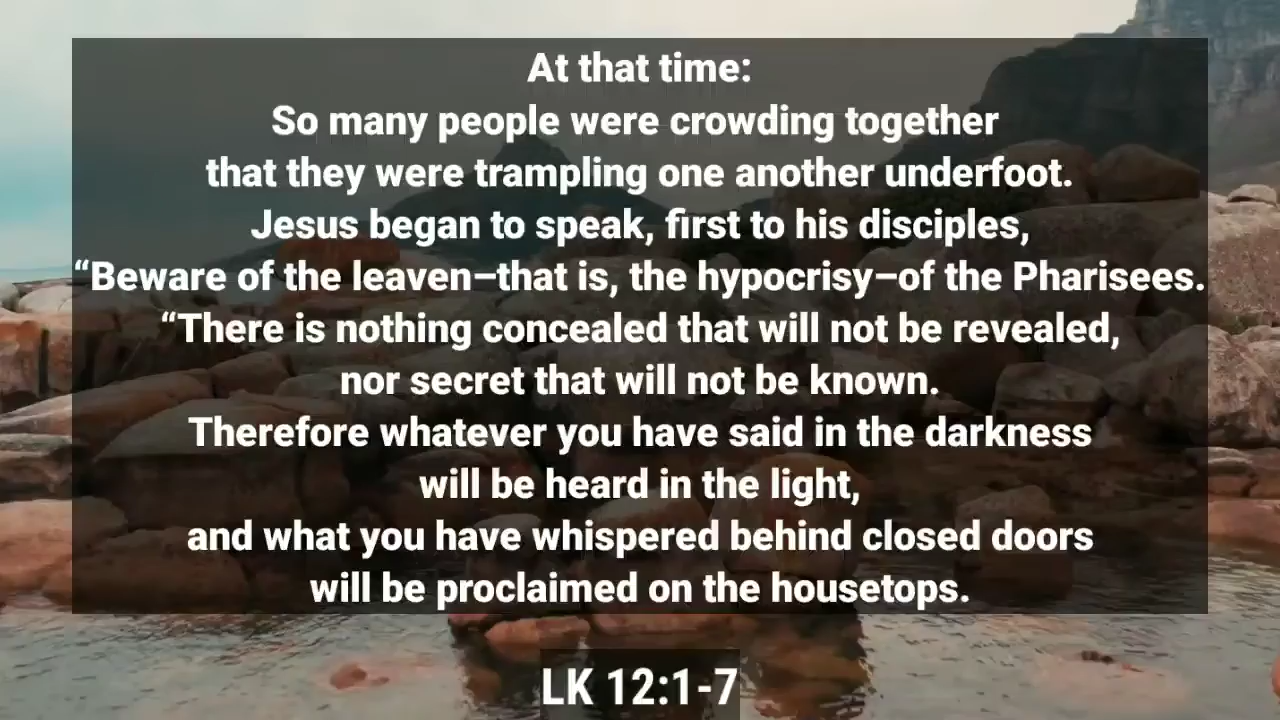 At that time:
So many people were crowding together
that they were trampling one another underfoot.
Jesus began to speak, first to his disciples,
“Beware of the leaven–that is, the hypocrisy–of the Pharisees.
“There is nothing concealed that will not be revealed,
nor secret that will not be known.
Therefore whatever you have said in the darkness
will be heard in the light,
and what you have whispered behind closed doors
will be proclaimed on the housetops.
LK 12:1-7